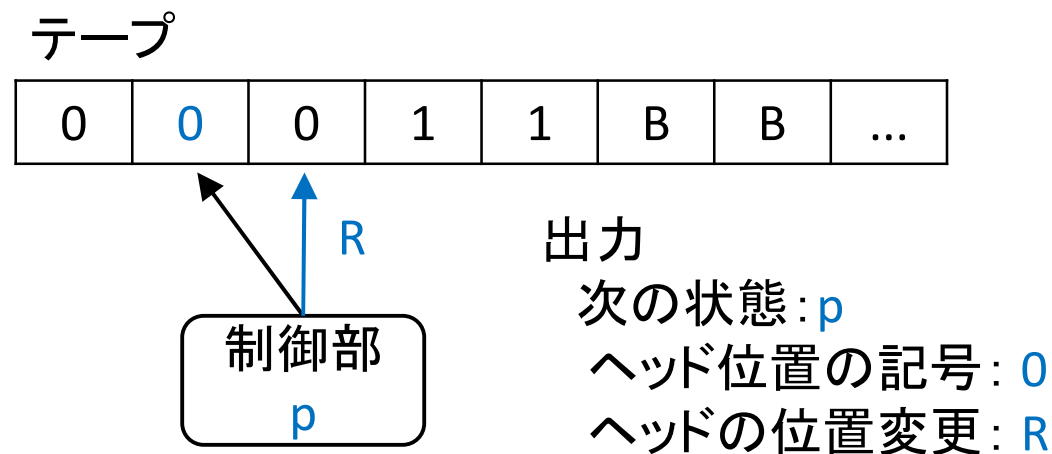 テープ
0 0 0 1 1 B B ...
R
出力
次の状態:p
ヘッド位置の記号: 0
ヘッドの位置変更: R
制御部
p